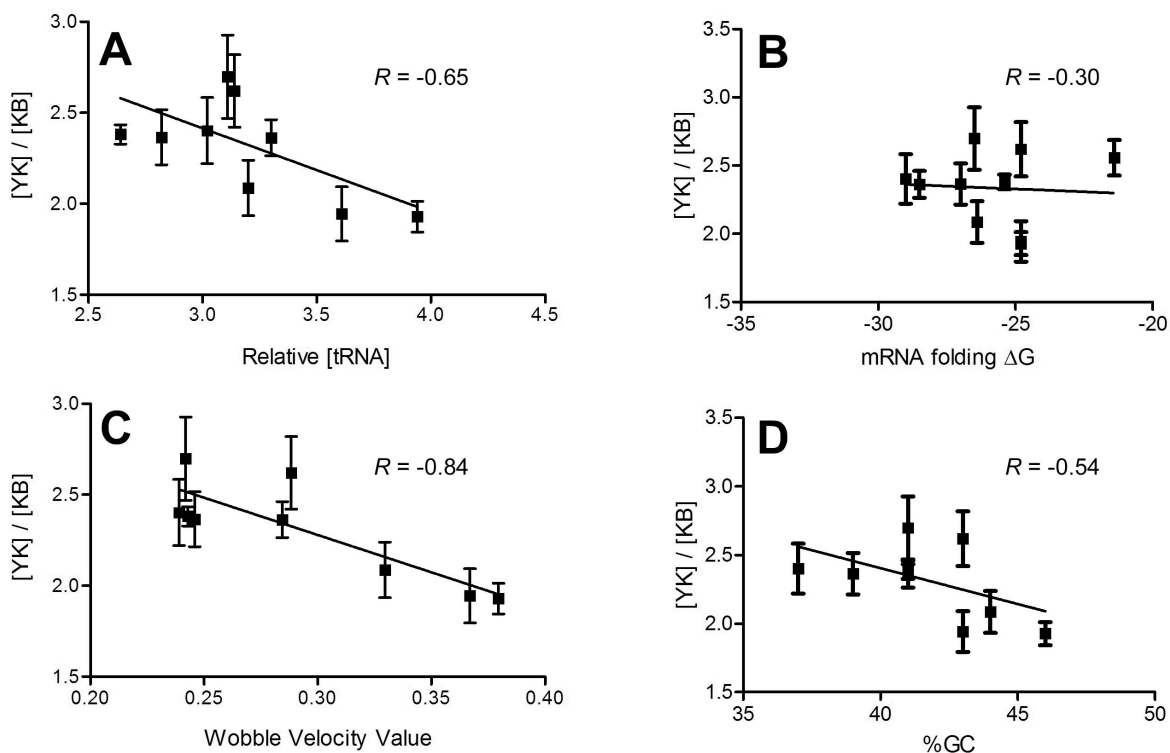 A
R = -0.65
3.0
2.5
2.0
1.5
[YK] / [KB]
2.5 3.0 3.5 4.0 4.5
Relative [tRNA]
B
R = -0.30
3.5
3.0
2.5
2.0
1.5
[YK] / [KB]
-35 -30 -25 -20
mRNA folding ΔG
C
R = -0.84
3.0
2.5
2.0
1.5
[YK] / [KB]
0.20 0.25 0.30 0.35 0.40
Wobble Velocity Value
D
R = -0.54
3.5
3.0
2.5
2.0
1.5
[YK] / [KB]
35 40 45 50
%GC